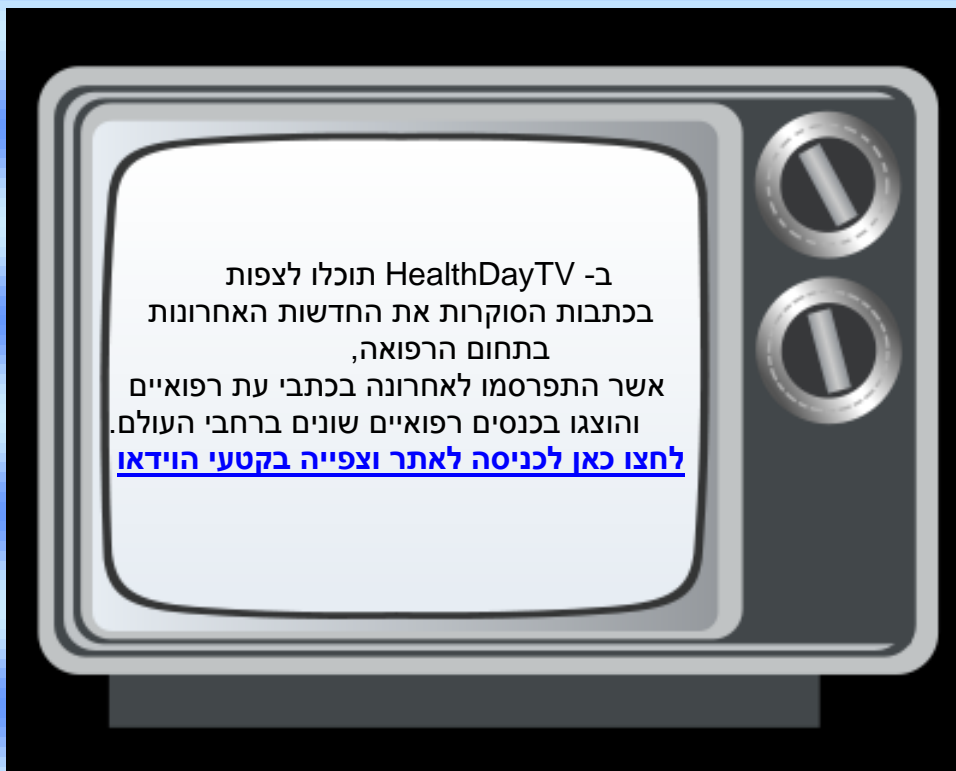 ב- HealthDayTV תוכלו לצפות
בכתבות הסוקרות את החדשות האחרונות
בתחום הרפואה,
אשר התפרסמו לאחרונה בכתבי עת רפואיים
והוצגו בכנסים רפואיים שונים ברחבי העולם.
לחצו כאן לכניסה לאתר וצפייה בקטעי הוידאו